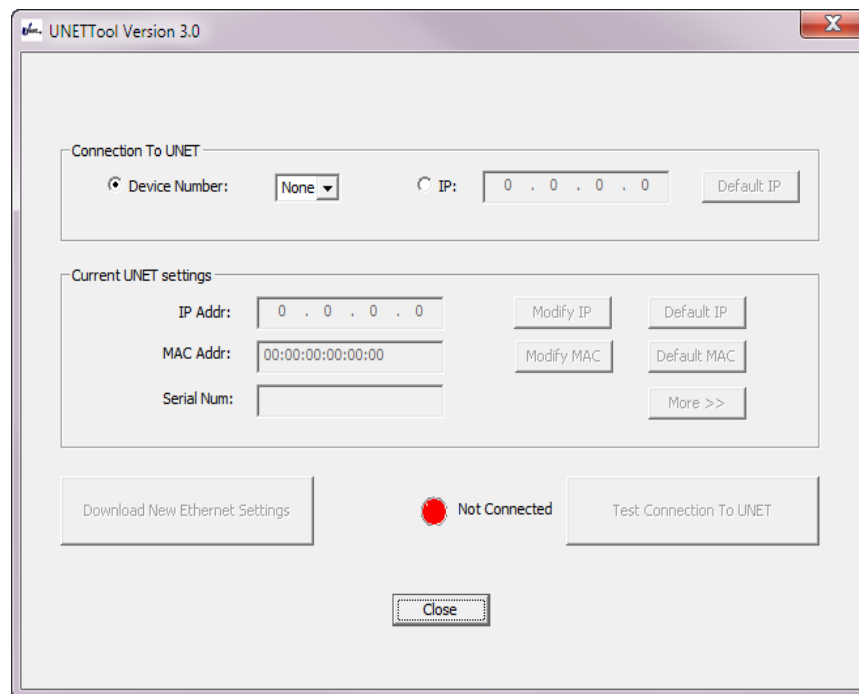 UNETTool Version 3.0
Connection To UNET
Device Number: None IP: 0 . 0 . 0 . 0 Default IP
Current UNET settings
IP Addr: 0 . 0 . 0 . 0 Modify IP Default IP
MAC Addr: 00:00:00:00:00:00 Modify MAC Default MAC
Serial Num: More >>
Download New Ethernet Settings Not Connected Test Connection To UNET
Close